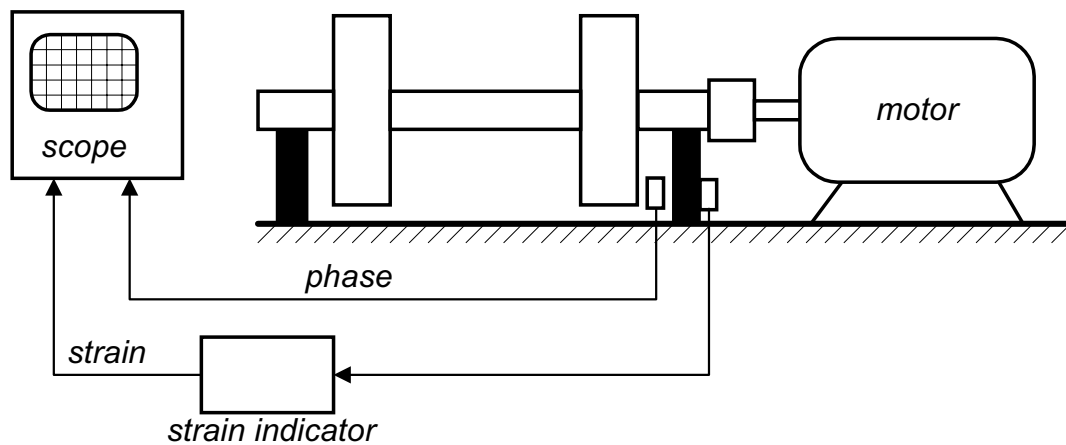 scope
motor
phase
strain
strain indicator